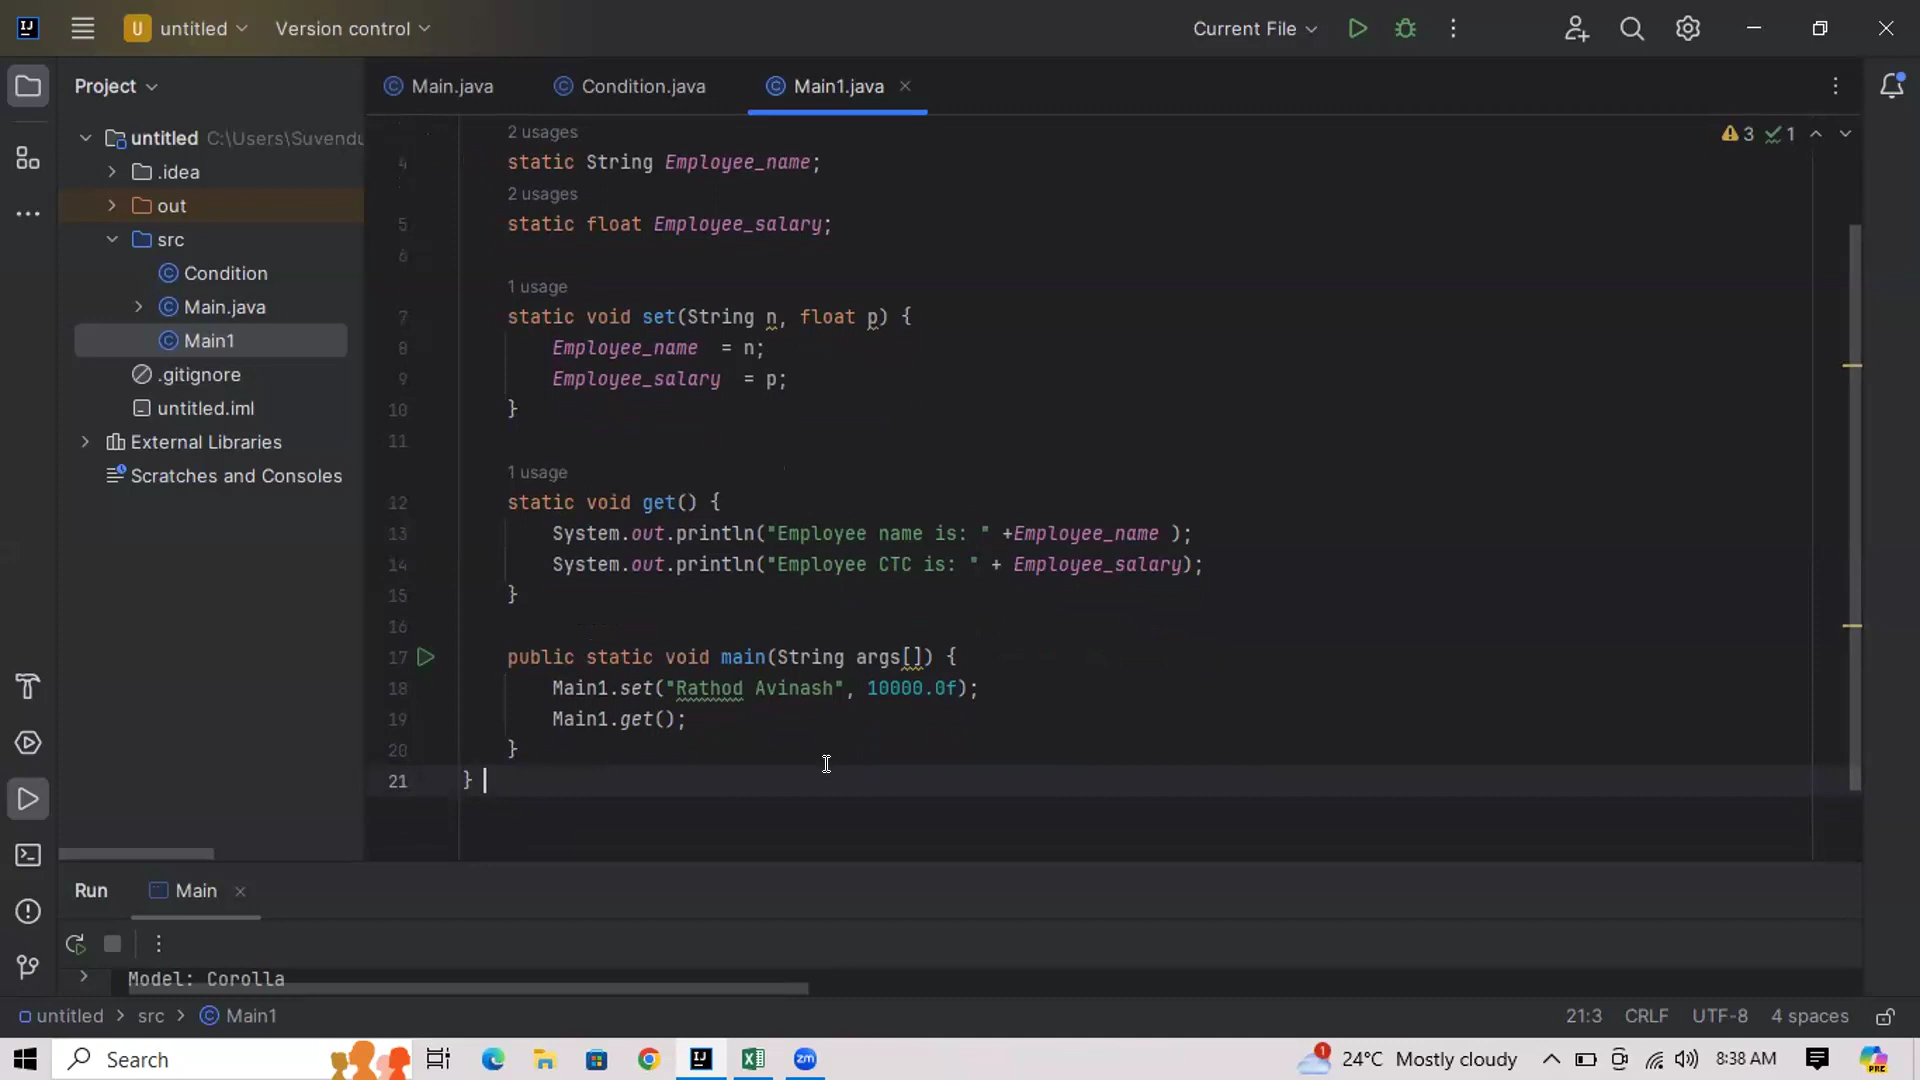 IJ
U untitled
Version control
Current File
Project
Main.java
Condition.java
Main1.java
untitled C:\Users\Suvendu
.idea
out
src
Condition
Main.java
Main1
.gitignore
untitled.iml
External Libraries
Scratches and Consoles
3 1
2 usages
4 static String Employee_name;
2 usages
5 static float Employee_salary;
6
1 usage
7 static void set(String n, float p) {
8 Employee_name  = n;
9 Employee_salary  = p;
10 }
11
1 usage
12 static void get() {
13 System.out.println("Employee name is: " +Employee_name );
14 System.out.println("Employee CTC is: " + Employee_salary);
15 }
16
17 public static void main(String args[]) {
18 Main1.set("Rathod Avinash", 10000.0f);
19 Main1.get();
20 }
21 }
Run
Main
Model: Corolla
untitled > src > Main1
21:3 CRLF UTF-8 4 spaces
Search
IJ
zm
1
24°C Mostly cloudy
8:38 AM
PRE